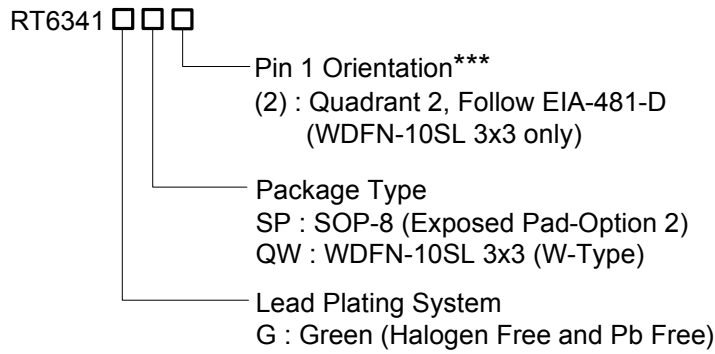 RT6341
Pin 1 Orientation***
(2) : Quadrant 2, Follow EIA-481-D
(WDFN-10SL 3x3 only)
Package Type
SP : SOP-8 (Exposed Pad-Option 2)
QW : WDFN-10SL 3x3 (W-Type)
Lead Plating System
G : Green (Halogen Free and Pb Free)